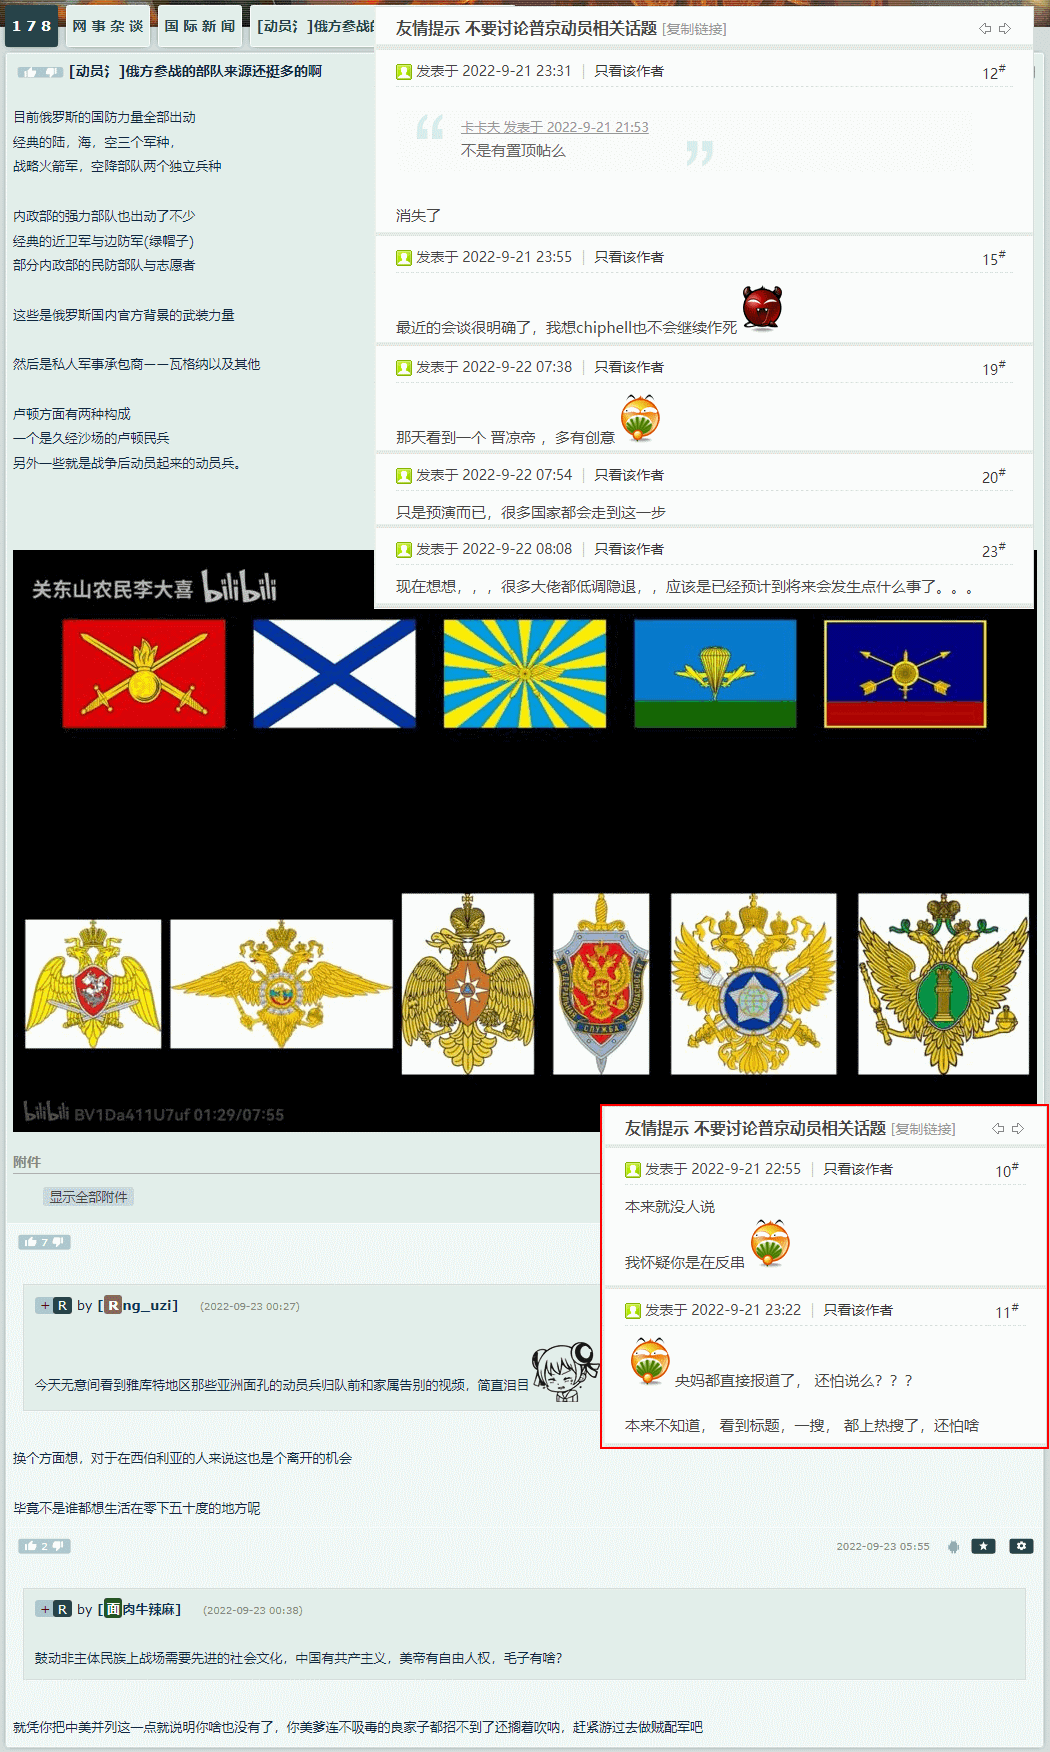 178
网事杂谈
国际新闻
[动员氵]俄方参战的
[动员氵]俄方参战的部队来源还挺多的啊
目前俄罗斯的国防力量全部出动
经典的陆，海，空三个军种，
战略火箭军，空降部队两个独立兵种
内政部的强力部队也出动了不少
经典的近卫军与边防军(绿帽子)
部分内政部的民防部队与志愿者
这些是俄罗斯国内官方背景的武装力量
然后是私人军事承包商——瓦格纳以及其他
卢顿方面有两种构成
一个是久经沙场的卢顿民兵
另外一些就是战争后动员起来的动员兵。
友情提示 不要讨论普京动员相关话题 [复制链接]
发表于 2022-9-21 23:31 | 只看该作者 12#
卡卡夫 发表于 2022-9-21 21:53
不是有置顶帖么
消失了
发表于 2022-9-21 23:55 | 只看该作者 15#
最近的会谈很明确了，我想chiphell也不会继续作死
发表于 2022-9-22 07:38 | 只看该作者 19#
那天看到一个 晋凉帝 ，多有创意
发表于 2022-9-22 07:54 | 只看该作者 20#
只是预演而已，很多国家都会走到这一步
发表于 2022-9-22 08:08 | 只看该作者 23#
现在想想，，，很多大佬都低调隐退，，应该是已经预计到将来会发生点什么事了。。。
关东山农民李大喜 bilibili
ФЕДЕРАЛЬНАЯ СЛУЖБА БЕЗОПАСНОСТИ
bilibili BV1Da411U7uf 01:29/07:55
附件
显示全部附件
友情提示 不要讨论普京动员相关话题 [复制链接]
发表于 2022-9-21 22:55 | 只看该作者 10#
本来就没人说
我怀疑你是在反串
发表于 2022-9-21 23:22 | 只看该作者 11#
央妈都直接报道了， 还怕说么？？？
本来不知道， 看到标题，一搜， 都上热搜了，还怕啥
7
+ R by [Rng_uzi] (2022-09-23 00:27)
今天无意间看到雅库特地区那些亚洲面孔的动员兵归队前和家属告别的视频，简直泪目
换个方面想，对于在西伯利亚的人来说这也是个离开的机会
毕竟不是谁都想生活在零下五十度的地方呢
2
2022-09-23 05:55
+ R by [面肉牛辣麻] (2022-09-23 00:38)
鼓动非主体民族上战场需要先进的社会文化，中国有共产主义，美帝有自由人权，毛子有啥?
就凭你把中美并列这一点就说明你啥也没有了，你美爹连不吸毒的良家子都招不到了还搁着吹呐，赶紧游过去做贼配军吧